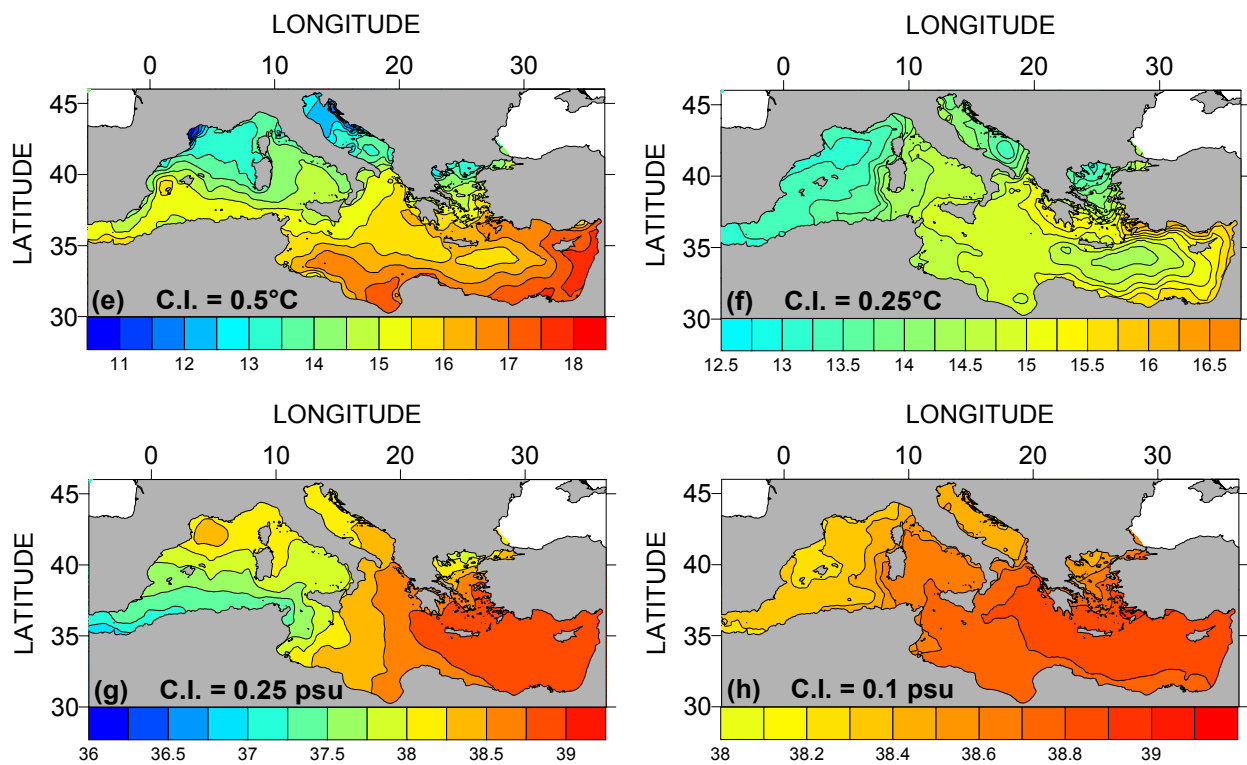 LONGITUDE
0 10 20 30
LATITUDE
45
40
35
30
(e) C.I. = 0.5°C
11 12 13 14 15 16 17 18
LONGITUDE
0 10 20 30
LATITUDE
45
40
35
30
(f) C.I. = 0.25°C
12.5 13 13.5 14 14.5 15 15.5 16 16.5
LONGITUDE
0 10 20 30
LATITUDE
45
40
35
30
(g) C.I. = 0.25 psu
36 36.5 37 37.5 38 38.5 39
LONGITUDE
0 10 20 30
LATITUDE
45
40
35
30
(h) C.I. = 0.1 psu
38 38.2 38.4 38.6 38.8 39